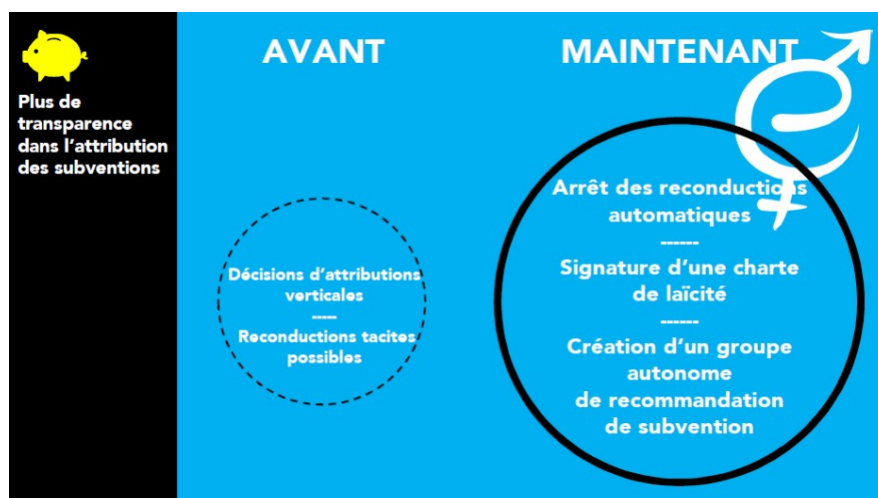 Plus de
transparence
dans l'attribution
des subventions
AVANT
Décisions d'attributions
verticales
-----
Reconductions tacites
possibles
MAINTENANT
Arrêt des reconductions
automatiques
------
Signature d'une charte
de laïcité
------
Création d'un groupe
autonome
de recommandation
de subvention